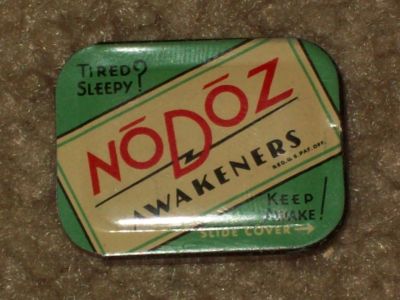 TIRED?
SLEEPY?
NōDōZ
AWAKENERS
REG. U.S. PAT. OFF.
KEEP
AWAKE!
SLIDE COVER →